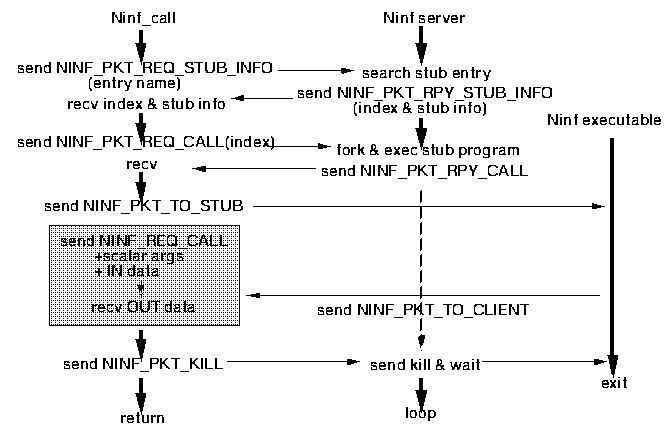 Ninf_call
Ninf server
send NINF_PKT_REQ_STUB_INFO
(entry name)
search stub entry
recv index & stub info
send NINF_PKT_RPY_STUB_INFO
(index & stub info)
Ninf executable
send NINF_PKT_REQ_CALL(index)
fork & exec stub program
recv
send NINF_PKT_RPY_CALL
send NINF_PKT_TO_STUB
send NINF_REQ_CALL
+scalar args
+ IN data
recv OUT data
send NINF_PKT_TO_CLIENT
send NINF_PKT_KILL
send kill & wait
exit
return
loop